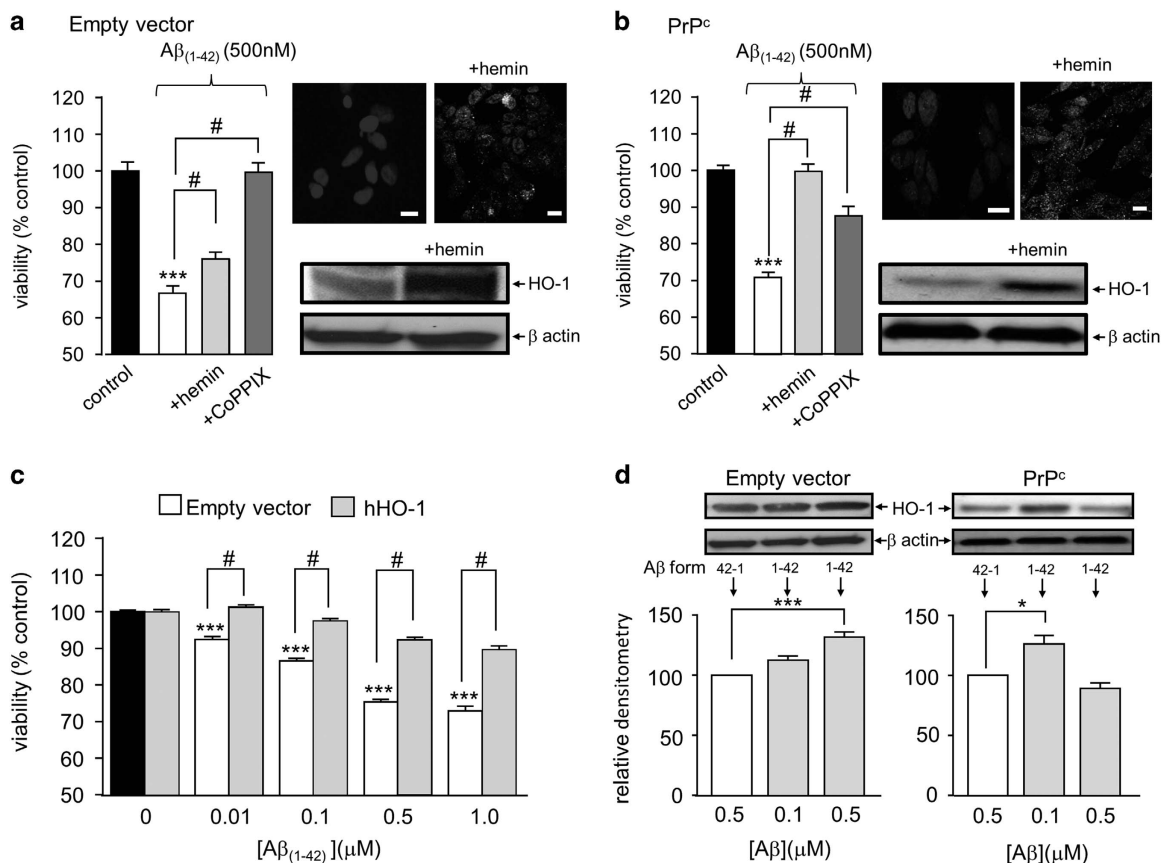 a Empty vector
Aβ(1-42) (500nM)
+hemin
#
#
***
viability (% control)
120
110
100
90
80
70
60
50
control
+hemin
+CoPPIX
+hemin
HO-1
β actin
b PrPc
Aβ(1-42) (500nM)
+hemin
#
#
***
viability (% control)
120
110
100
90
80
70
60
50
control
+hemin
+CoPPIX
+hemin
HO-1
β actin
c
Empty vector hHO-1
viability (% control)
120
110
100
90
80
70
60
50
# # # #
*** *** *** ***
0 0.01 0.1 0.5 1.0
[Aβ(1-42)](μM)
d Empty vector PrPc
HO-1
β actin
Aβ form 42-1 1-42 1-42 42-1 1-42 1-42
relative densitometry
150
100
50
0
***
0.5 0.1 0.5
[Aβ](μM)
150
100
50
0
*
0.5 0.1 0.5
[Aβ](μM)